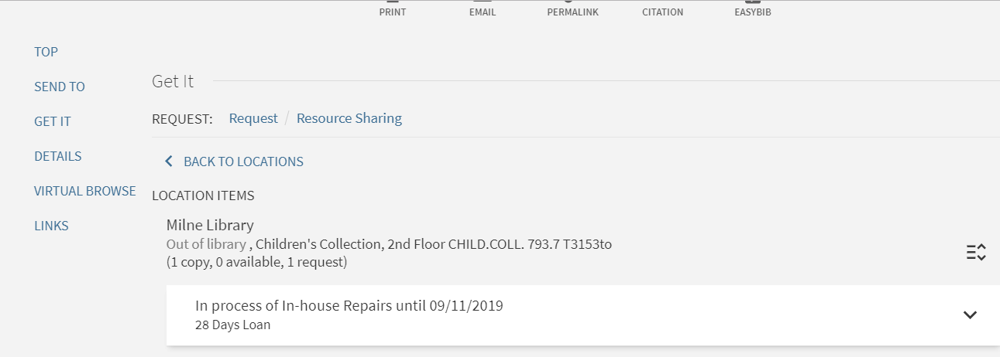 PRINT EMAIL PERMALINK CITATION EASYBIB
TOP
SEND TO
GET IT
DETAILS
VIRTUAL BROWSE
LINKS
Get It
REQUEST: Request / Resource Sharing
BACK TO LOCATIONS
LOCATION ITEMS
Milne Library
Out of library , Children's Collection, 2nd Floor CHILD.COLL. 793.7 T3153to
(1 copy, 0 available, 1 request)
In process of In-house Repairs until 09/11/2019
28 Days Loan